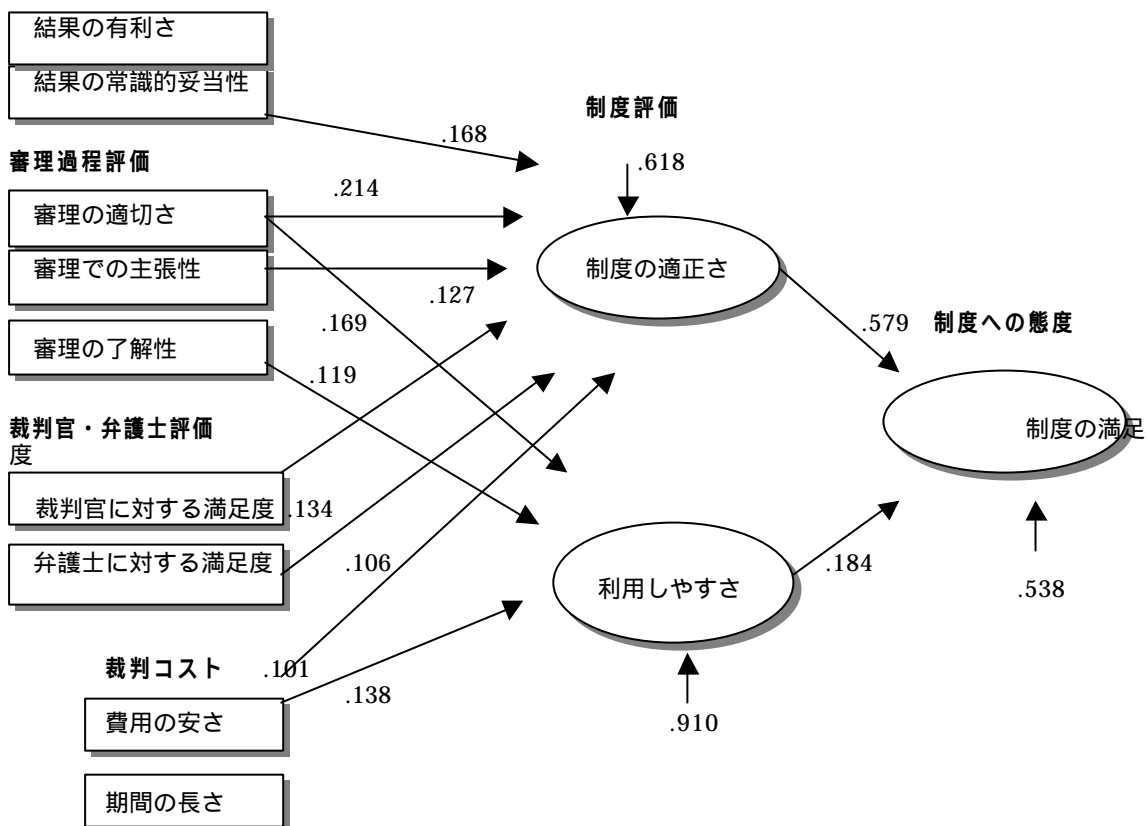 結果の有利さ
結果の常識的妥当性
制度評価
.168
審理過程評価
.618
.214
審理の適切さ
審理での主張性
制度の適正さ
.127
.169
.579
制度への態度
審理の了解性
.119
裁判官・弁護士評価
度
制度の満足
裁判官に対する満足度
.134
弁護士に対する満足度
.106
.184
利用しやすさ
.538
裁判コスト
.101
.138
費用の安さ
.910
期間の長さ